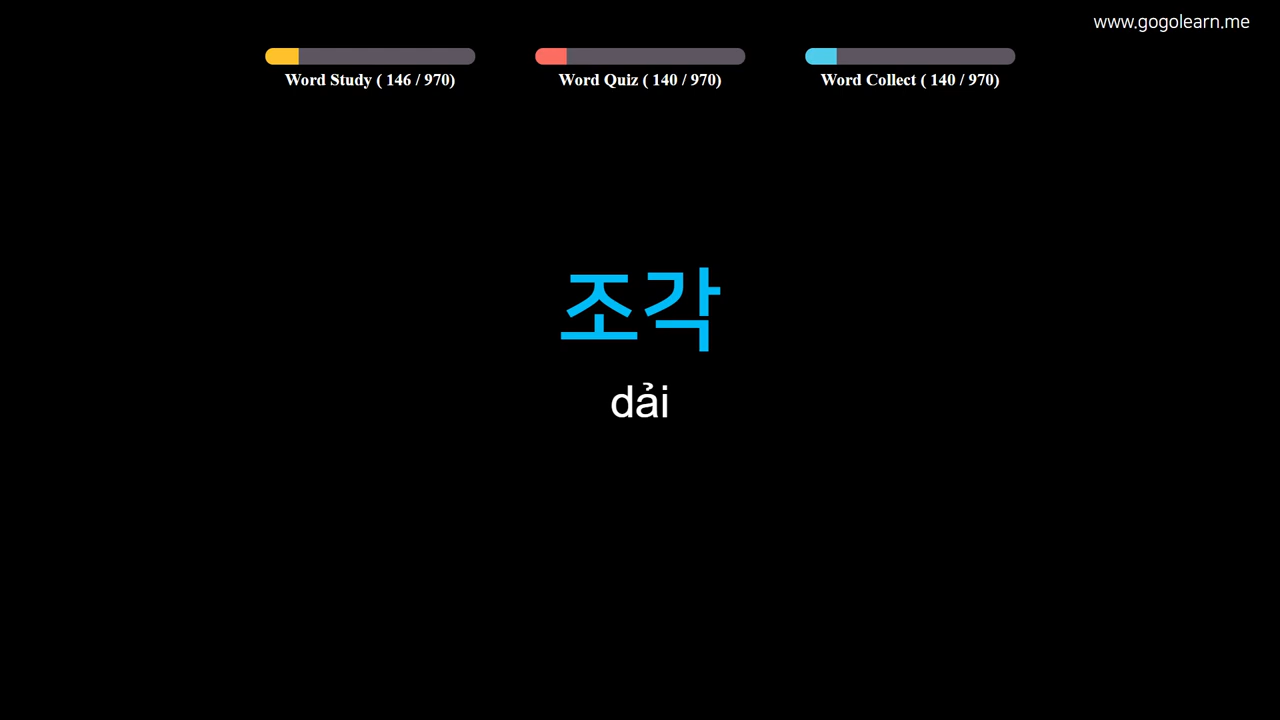 www.gogolearn.me
Word Study ( 146 / 970)
Word Quiz ( 140 / 970)
Word Collect ( 140 / 970)
조각
dải